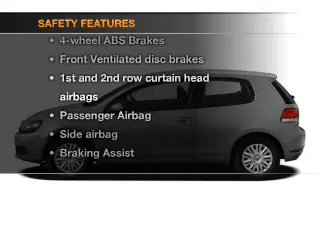 SAFETY FEATURES
• 4-wheel ABS Brakes
• Front Ventilated disc brakes
• 1st and 2nd row curtain head
airbags
• Passenger Airbag
• Side airbag
• Braking Assist